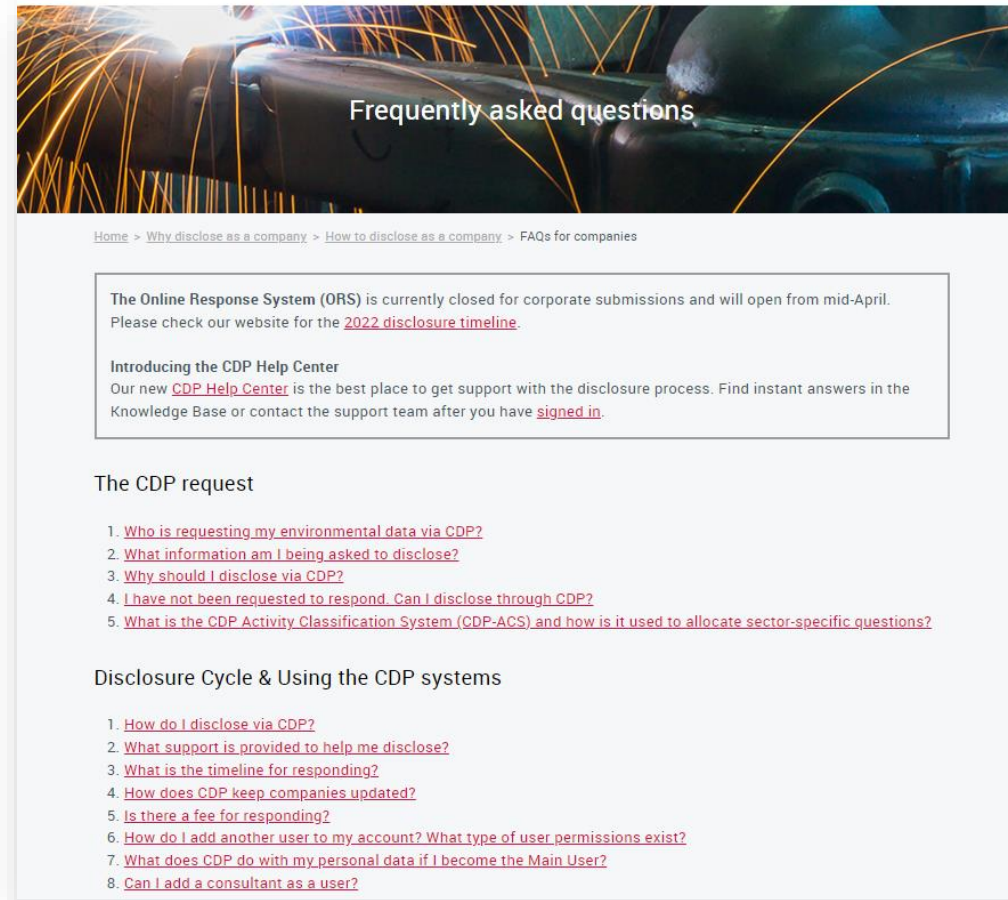 Frequently asked questions
Home > Why disclose as a company > How to disclose as a company > FAQs for companies
The Online Response System (ORS) is currently closed for corporate submissions and will open from mid-April.
Please check our website for the 2022 disclosure timeline.
Introducing the CDP Help Center
Our new CDP Help Center is the best place to get support with the disclosure process. Find instant answers in the
Knowledge Base or contact the support team after you have signed in.
The CDP request
1. Who is requesting my environmental data via CDP?
2. What information am I being asked to disclose?
3. Why should I disclose via CDP?
4. I have not been requested to respond. Can I disclose through CDP?
5. What is the CDP Activity Classification System (CDP-ACS) and how is it used to allocate sector-specific questions?
Disclosure Cycle & Using the CDP systems
1. How do I disclose via CDP?
2. What support is provided to help me disclose?
3. What is the timeline for responding?
4. How does CDP keep companies updated?
5. Is there a fee for responding?
6. How do I add another user to my account? What type of user permissions exist?
7. What does CDP do with my personal data if I become the Main User?
8. Can I add a consultant as a user?